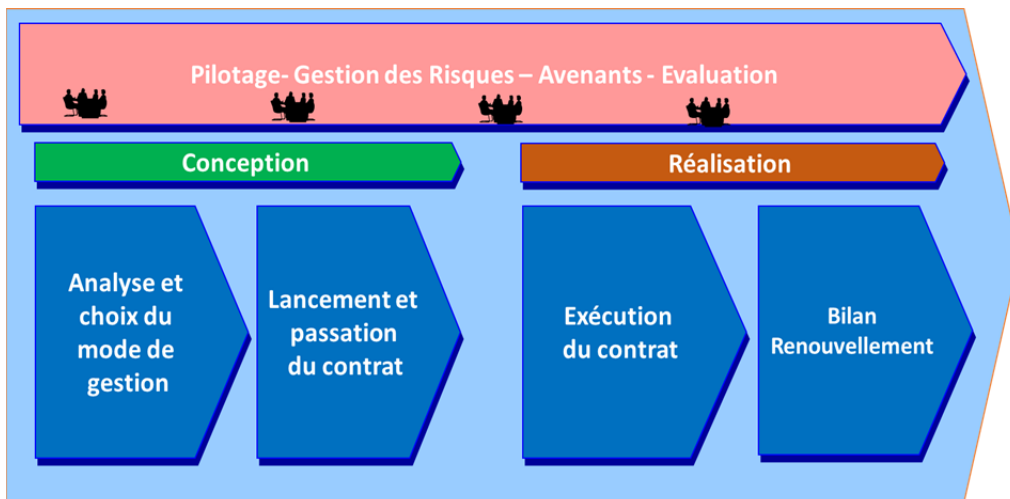 Pilotage- Gestion des Risques – Avenants - Evaluation
Conception
Réalisation
Analyse et
choix du
mode de
gestion
Lancement et
passation
du contrat
Exécution
du contrat
Bilan
Renouvellement